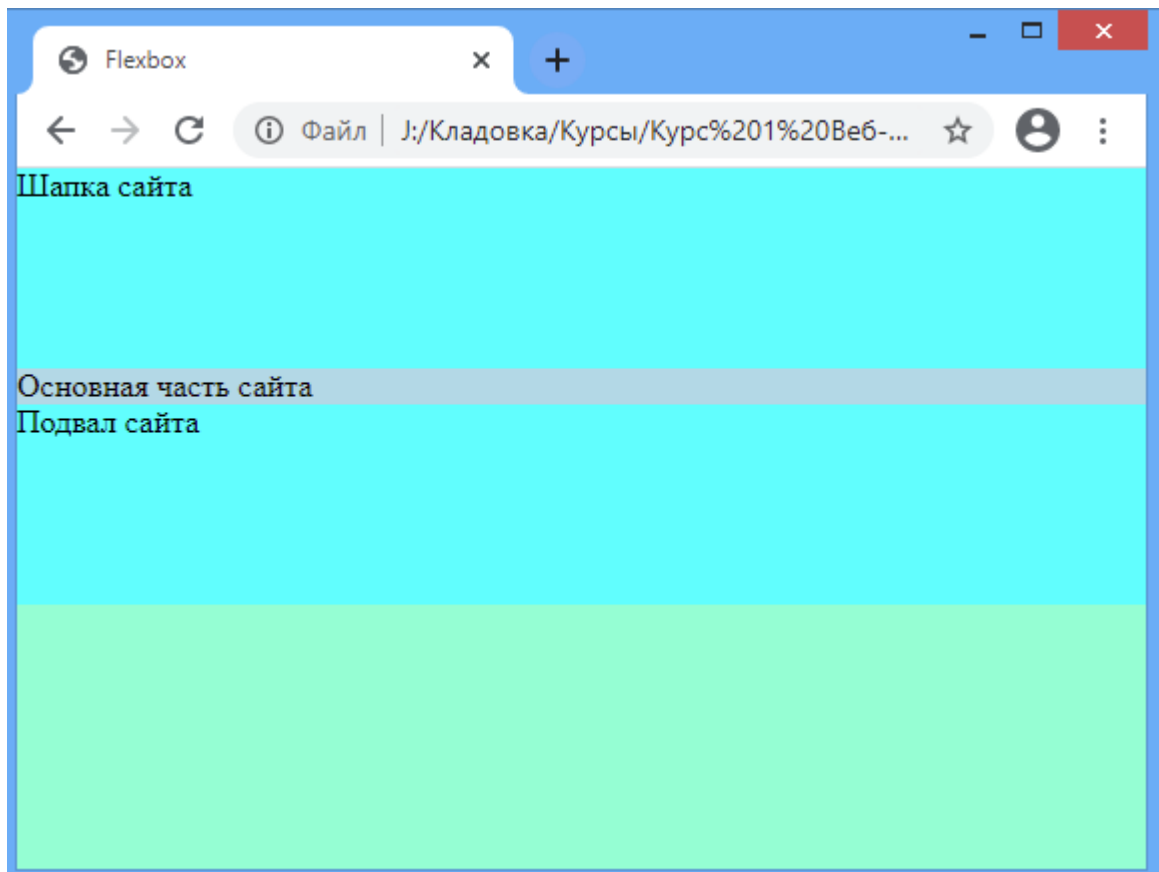 Flexbox
Файл J:/Кладовка/Курсы/Курс%201%20Веб-...
Шапка сайта
Основная часть сайта
Подвал сайта